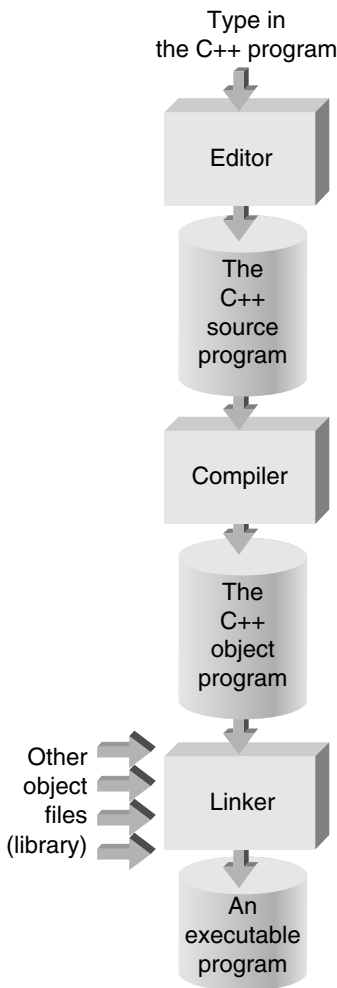 Type in
the C++ program
Editor
The
C++
source
program
Compiler
The
C++
object
program
Other
object
files
(library)
Linker
An
executable
program